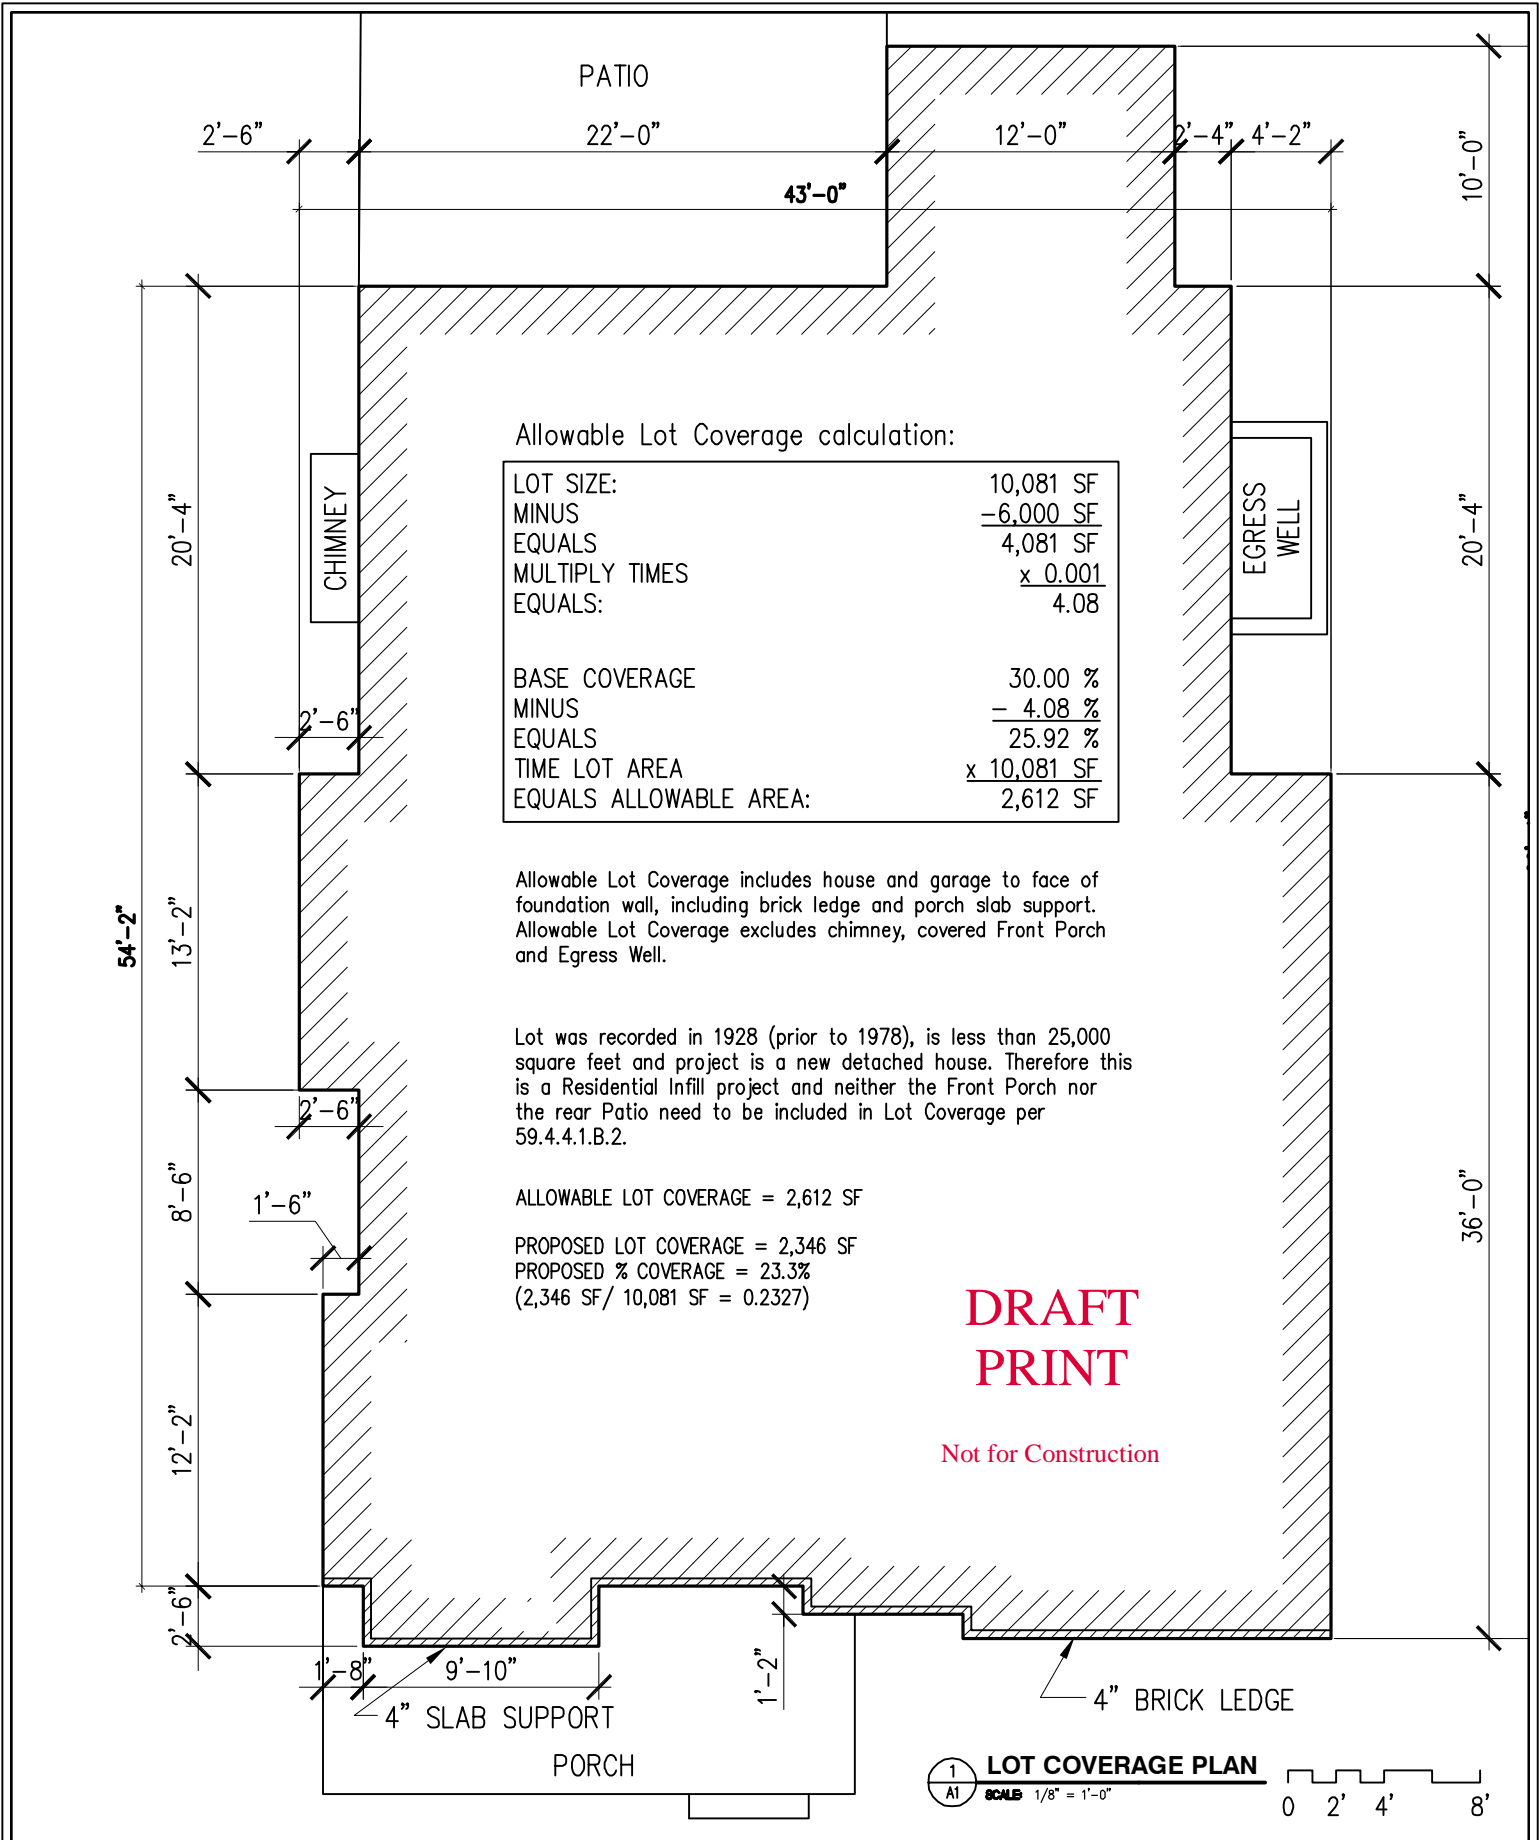 PATIO
2'-6"
22'-0"
12'-0"
2'-4"
4'-2"
43'-0"
10'-0"
Allowable Lot Coverage calculation:
LOT SIZE: 10,081 SF
MINUS -6,000 SF
EQUALS 4,081 SF
MULTIPLY TIMES x 0.001
EQUALS: 4.08
BASE COVERAGE 30.00 %
MINUS - 4.08 %
EQUALS 25.92 %
TIME LOT AREA x 10,081 SF
EQUALS ALLOWABLE AREA: 2,612 SF
20'-4"
CHIMNEY
EGRESS
WELL
20'-4"
2'-6"
54'-2"
13'-2"
Allowable Lot Coverage includes house and garage to face of
foundation wall, including brick ledge and porch slab support.
Allowable Lot Coverage excludes chimney, covered Front Porch
and Egress Well.
Lot was recorded in 1928 (prior to 1978), is less than 25,000
square feet and project is a new detached house. Therefore this
is a Residential Infill project and neither the Front Porch nor
the rear Patio need to be included in Lot Coverage per
59.4.4.1.B.2.
2'-6"
8'-6"
1'-6"
36'-0"
ALLOWABLE LOT COVERAGE = 2,612 SF
PROPOSED LOT COVERAGE = 2,346 SF
PROPOSED % COVERAGE = 23.3%
(2,346 SF/ 10,081 SF = 0.2327)
DRAFT
PRINT
Not for Construction
12'-2"
2'-6"
1'-8"
9'-10"
1'-2"
4" SLAB SUPPORT
4" BRICK LEDGE
PORCH
1
A1
LOT COVERAGE PLAN
SCALE 1/8" = 1'-0"
0 2' 4' 8'